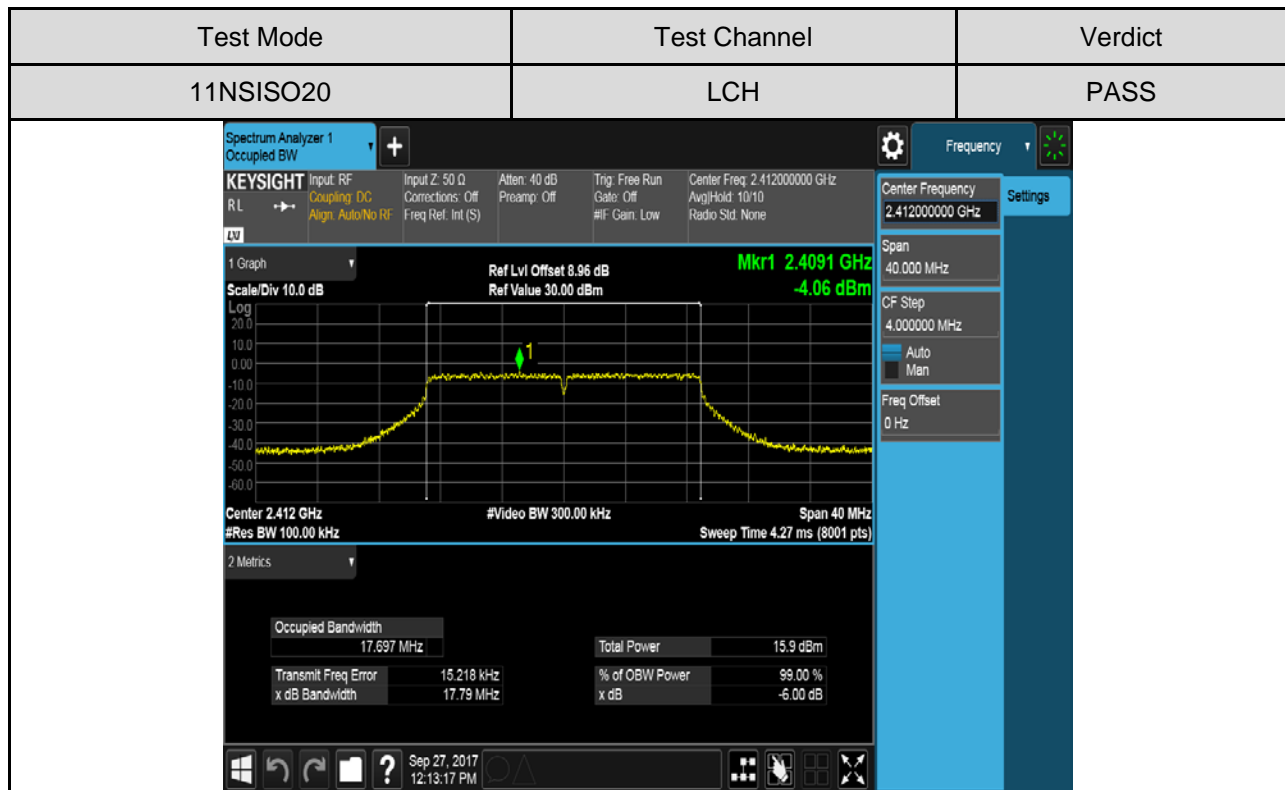 Test Mode Test Channel Verdict
11NSISO20 LCH PASS
Spectrum Analyzer 1
Occupied BW
+
Frequency
KEYSIGHT
R L
LXI
Input: RF
Coupling: DC
Align: Auto/No RF
Input Z: 50 Ω
Corrections: Off
Freq Ref: Int (S)
Atten: 40 dB
Preamp: Off
Trig: Free Run
Gate: Off
#IF Gain: Low
Center Freq: 2.412000000 GHz
Avg|Hold: 10/10
Radio Std: None
Center Frequency
2.412000000 GHz
Settings
Span
40.000 MHz
CF Step
4.000000 MHz
Auto
Man
Freq Offset
0 Hz
1 Graph
Scale/Div 10.0 dB
Ref Lvl Offset 8.96 dB
Ref Value 30.00 dBm
Mkr1 2.4091 GHz
-4.06 dBm
Log
20.0
10.0
0.00
-10.0
-20.0
-30.0
-40.0
-50.0
-60.0
1
Center 2.412 GHz #Video BW 300.00 kHz Span 40 MHz
#Res BW 100.00 kHz Sweep Time 4.27 ms (8001 pts)
2 Metrics
Occupied Bandwidth
17.697 MHz
Total Power 15.9 dBm
Transmit Freq Error 15.218 kHz % of OBW Power 99.00 %
x dB Bandwidth 17.79 MHz x dB -6.00 dB
?
Sep 27, 2017
12:13:17 PM